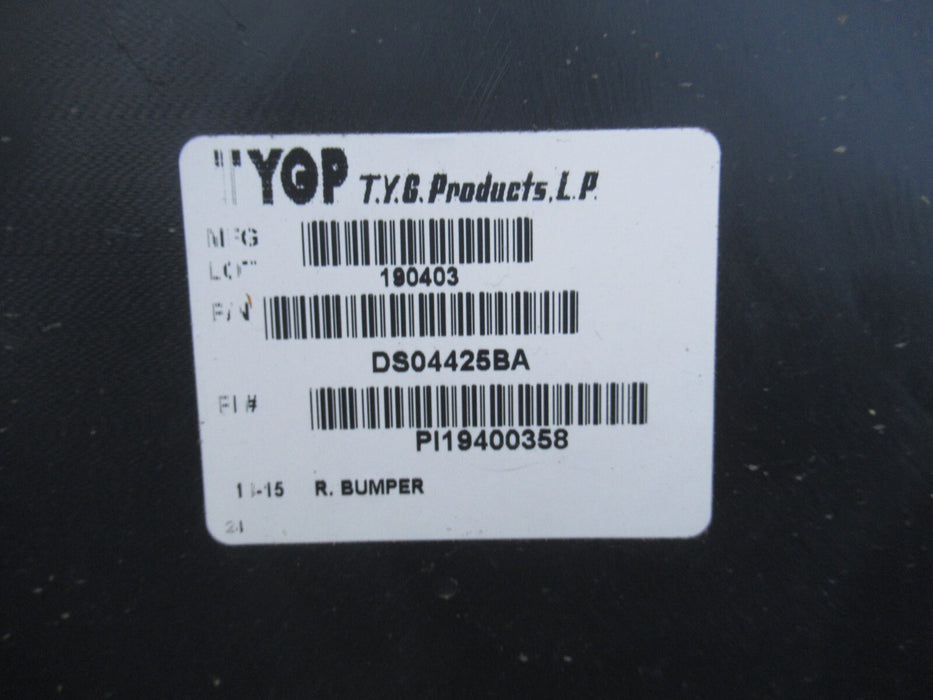 TYGP T.Y.G. Products, L.P.
MFG
LOT
190403
P/N
DS04425BA
PI#
PI19400358
R. BUMPER